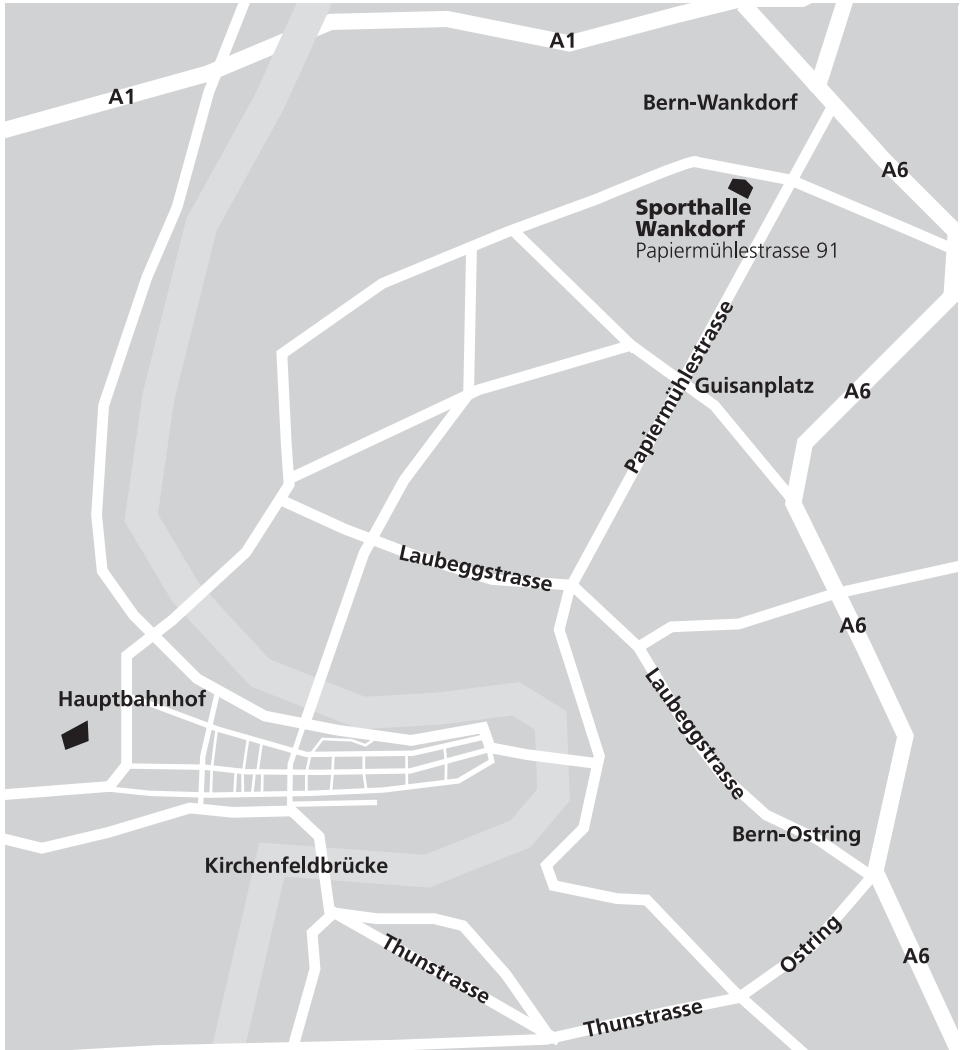 A1
A1
Bern-Wankdorf
A6
Sporthalle
Wankdorf
Papiermühlestrasse 91
Papiermühlestrasse
Guisanplatz
A6
Laubeggstrasse
A6
Hauptbahnhof
Laubeggstrasse
Bern-Ostring
Kirchenfeldbrücke
Ostring
A6
Thunstrasse
Thunstrasse